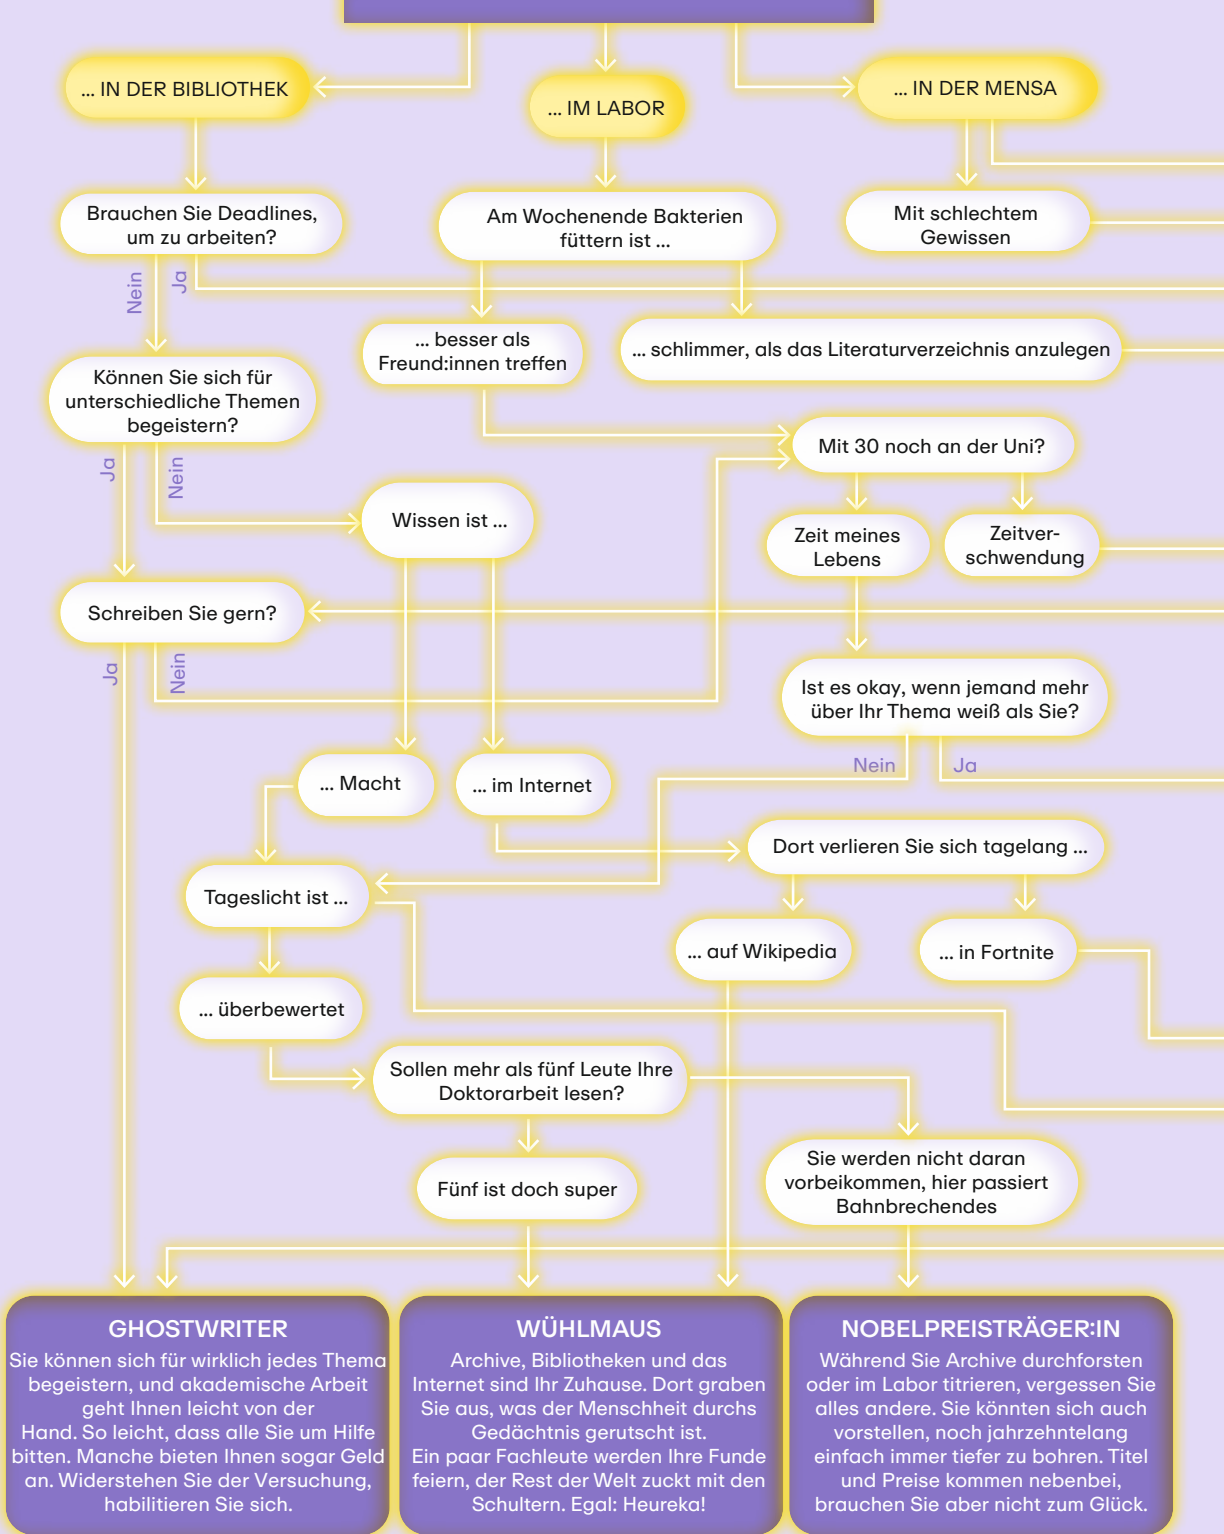 ... IN DER BIBLIOTHEK
... IM LABOR
... IN DER MENSA
Brauchen Sie Deadlines,
um zu arbeiten?
Am Wochenende Bakterien
füttern ist ...
Mit schlechtem
Gewissen
Nein
Ja
... besser als
Freund:innen treffen
... schlimmer, als das Literaturverzeichnis anzulegen
Können Sie sich für
unterschiedliche Themen
begeistern?
Mit 30 noch an der Uni?
Ja
Nein
Wissen ist ...
Zeit meines
Lebens
Zeitver-
schwendung
Schreiben Sie gern?
Ja
Nein
Ist es okay, wenn jemand mehr
über Ihr Thema weiß als Sie?
Nein
Ja
... Macht
... im Internet
Dort verlieren Sie sich tagelang ...
Tageslicht ist ...
... auf Wikipedia
... in Fortnite
... überbewertet
Sollen mehr als fünf Leute Ihre
Doktorarbeit lesen?
Fünf ist doch super
Sie werden nicht daran
vorbeikommen, hier passiert
Bahnbrechendes
GHOSTWRITER
Sie können sich für wirklich jedes Thema
begeistern, und akademische Arbeit
geht Ihnen leicht von der
Hand. So leicht, dass alle Sie um Hilfe
bitten. Manche bieten Ihnen sogar Geld
an. Widerstehen Sie der Versuchung,
habilitieren Sie sich.
WÜHLMAUS
Archive, Bibliotheken und das
Internet sind Ihr Zuhause. Dort graben
Sie aus, was der Menschheit durchs
Gedächtnis gerutscht ist.
Ein paar Fachleute werden Ihre Funde
feiern, der Rest der Welt zuckt mit den
Schultern. Egal: Heureka!
NOBELPREISTRÄGER:IN
Während Sie Archive durchforsten
oder im Labor titrieren, vergessen Sie
alles andere. Sie könnten sich auch
vorstellen, noch jahrzehntelang
einfach immer tiefer zu bohren. Titel
und Preise kommen nebenbei,
brauchen Sie aber nicht zum Glück.